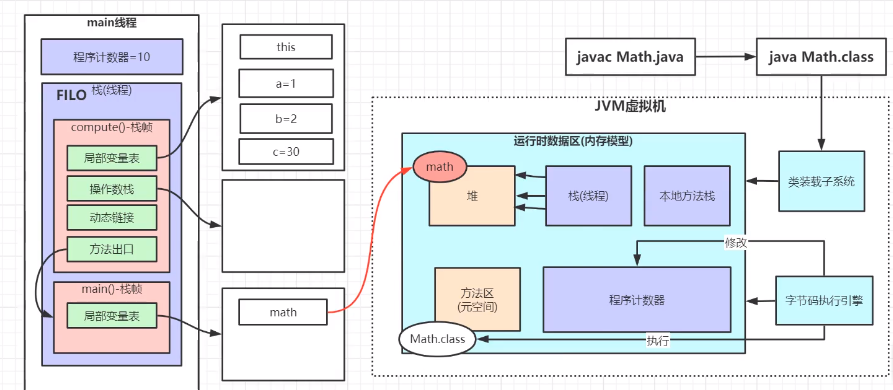 main线程
程序计数器=10
FILO
栈(线程)
compute()-栈帧
局部变量表
操作数栈
动态链接
方法出口
main()-栈帧
局部变量表
this
a=1
b=2
c=30
math
javac Math.java
java Math.class
JVM虚拟机
运行时数据区(内存模型)
math
堆
栈(线程)
本地方法栈
类装载子系统
修改
方法区
(元空间)
程序计数器
字节码执行引擎
Math.class
执行